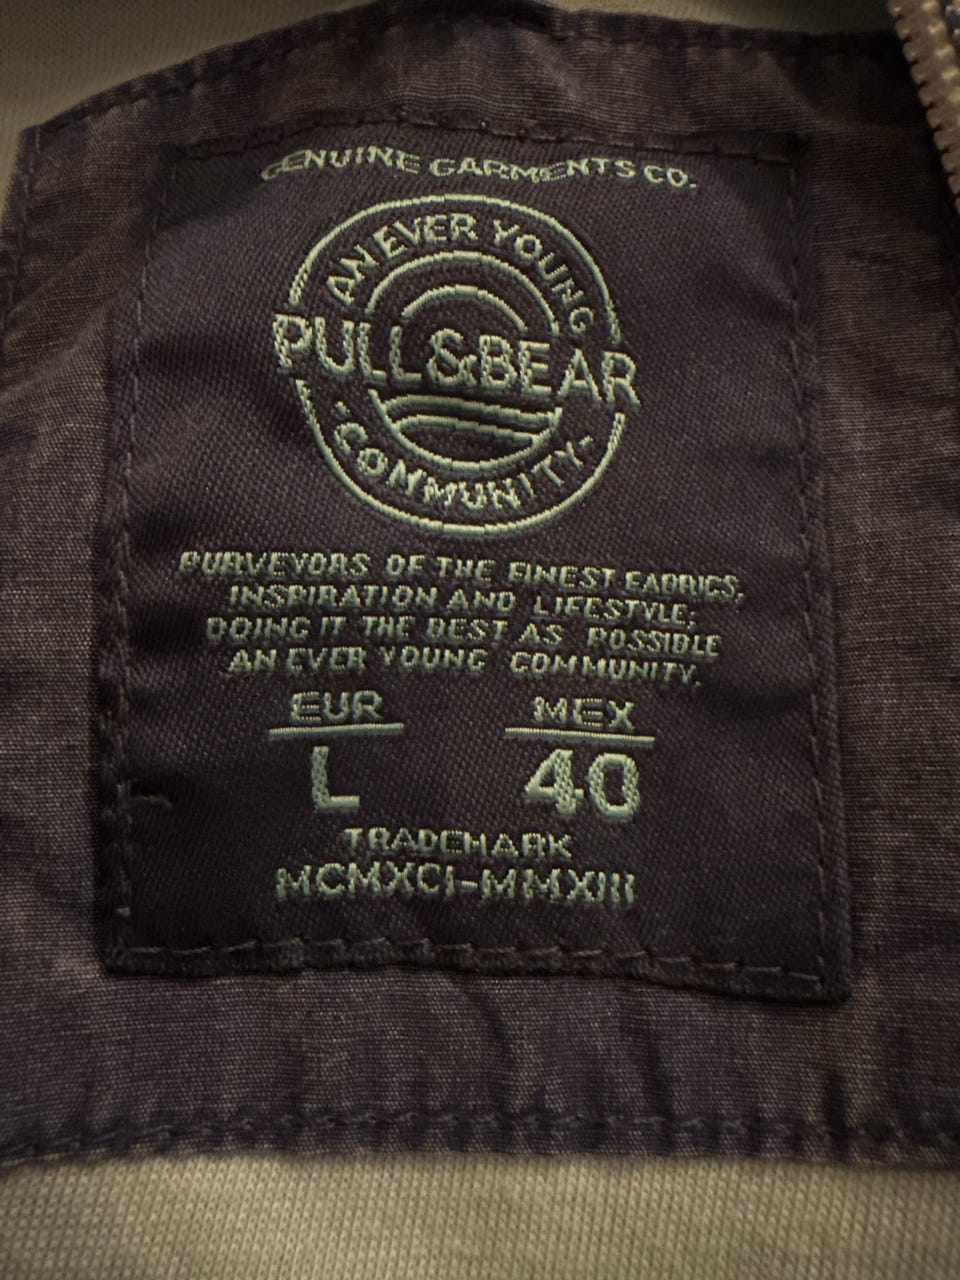 GENUINE GARMENTS CO.
AN EVER YOUNG
PULL&BEAR
-COMMUNITY-
PURVEYORS OF THE FINEST FABRICS,
INSPIRATION AND LIFESTYLE;
DOING IT THE BEST AS POSSIBLE
AN EVER YOUNG COMMUNITY.
EUR MEX
L 40
TRADEMARK
MCMXCI-MMXIII